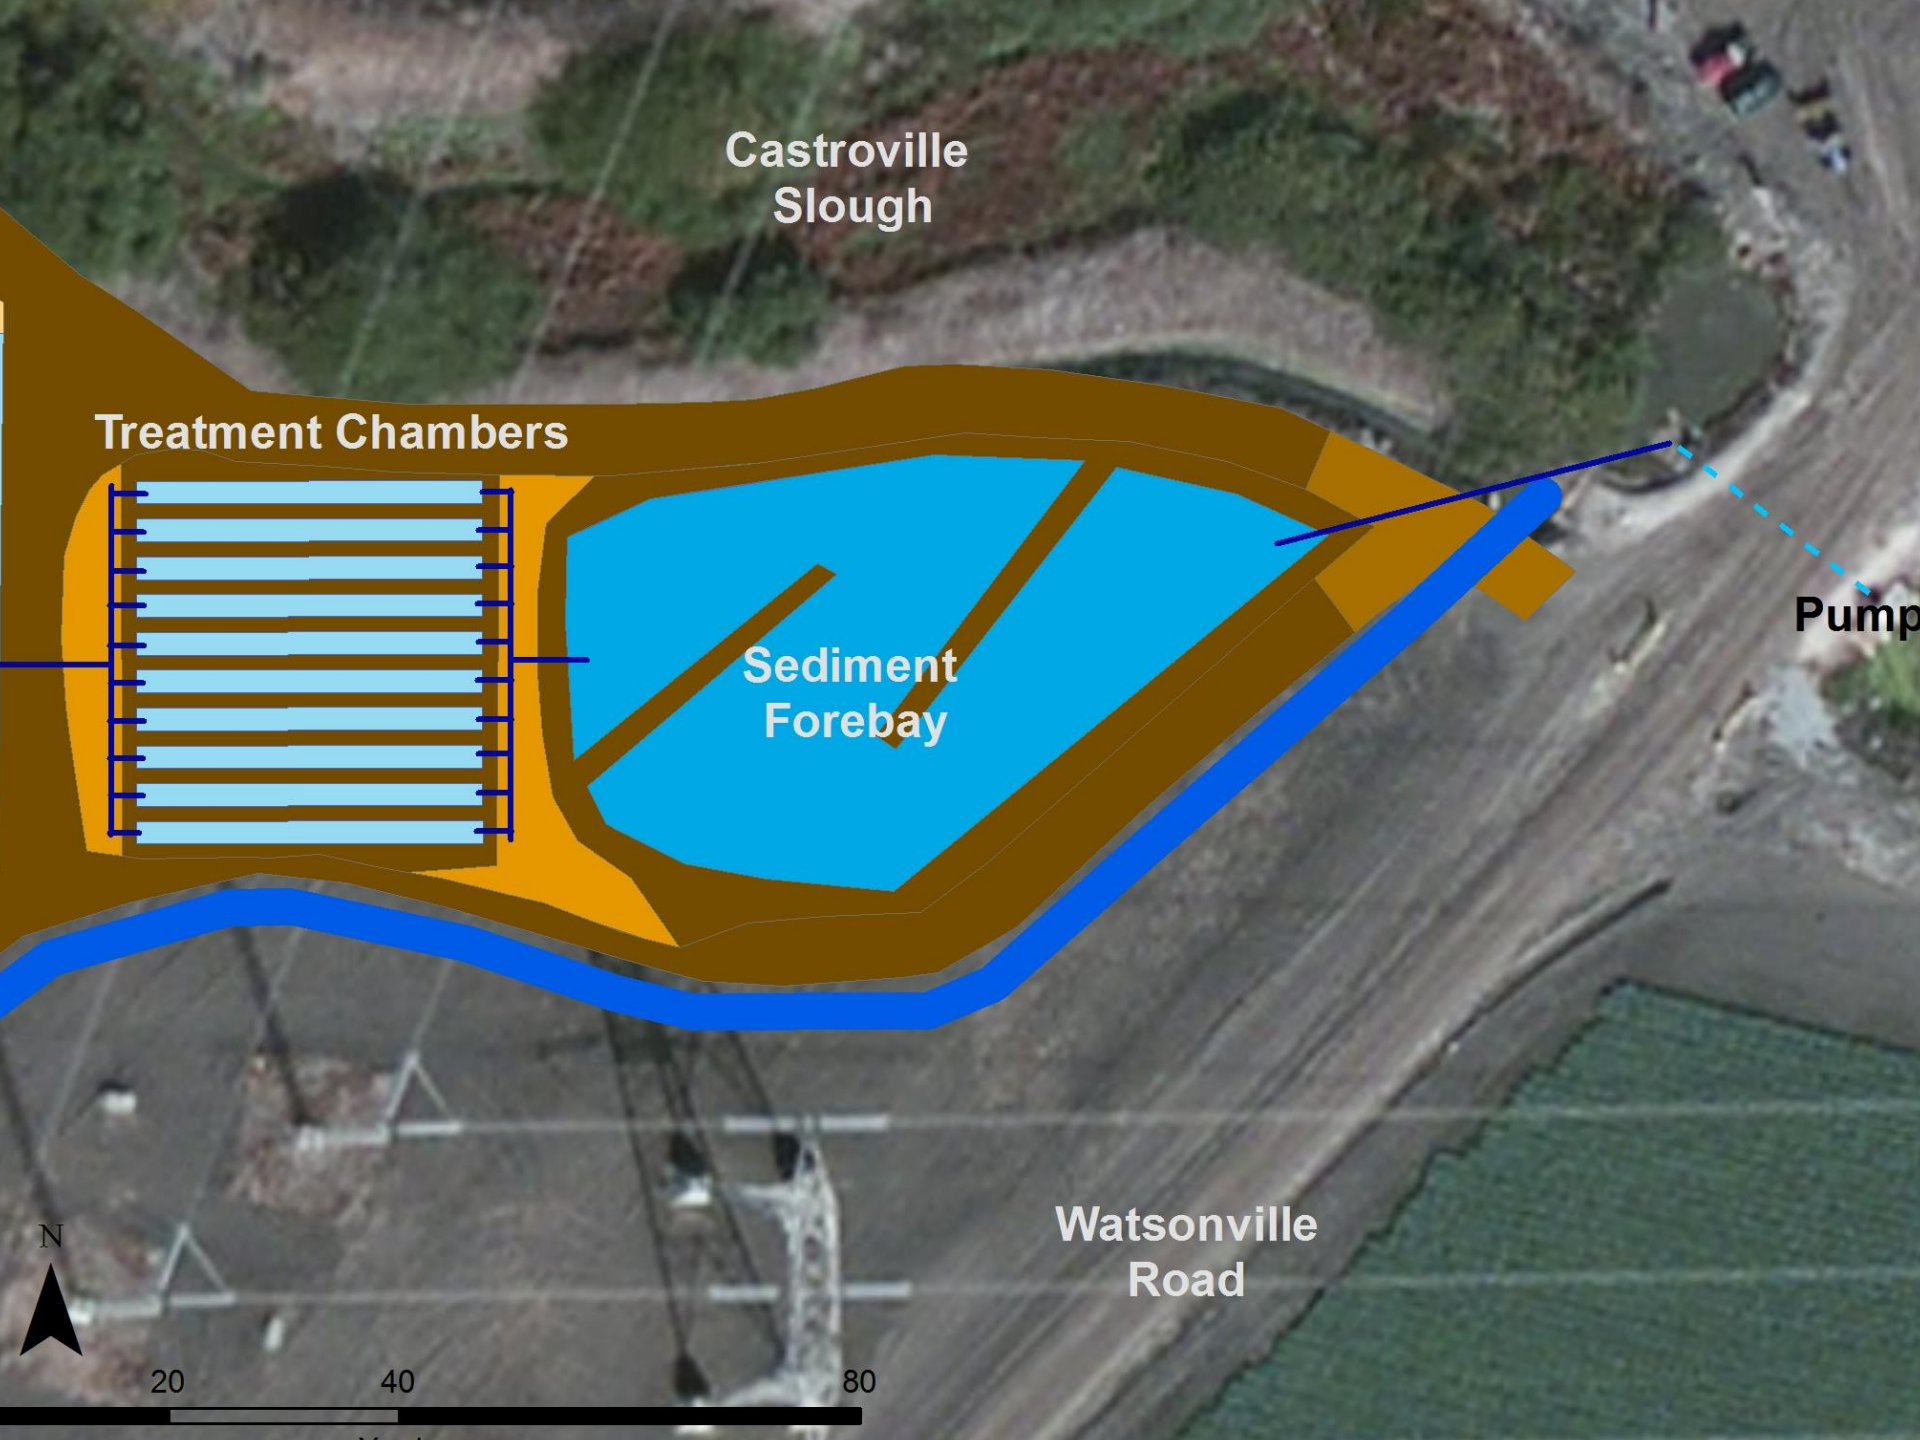 Castroville
Slough
Treatment Chambers
Pump
Sediment
Forebay
Watsonville
Road
N
20 40 80